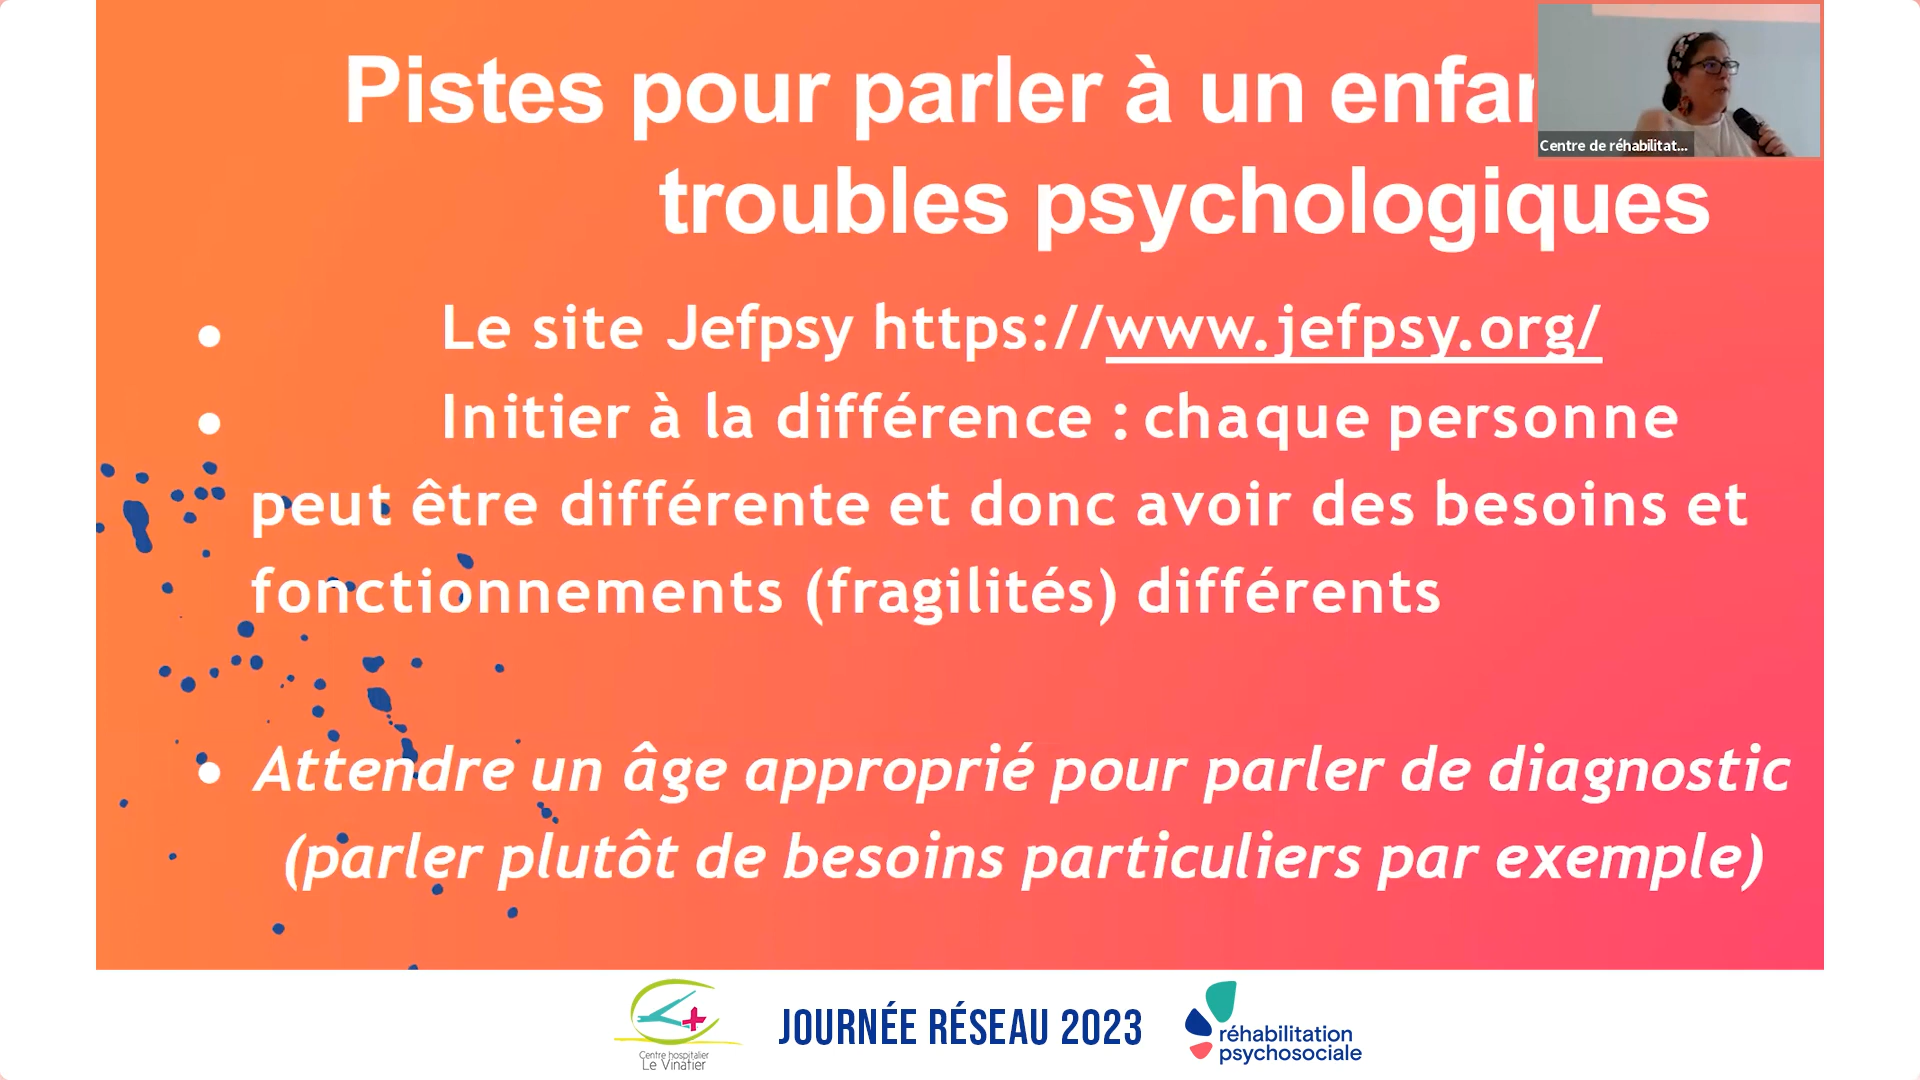 Pistes pour parler à un enfan
troubles psychologiques
Centre de réhabilitat...
• Le site Jefpsy https://www.jefpsy.org/
• Initier à la différence : chaque personne
peut être différente et donc avoir des besoins et
fonctionnements (fragilités) différents
• Attendre un âge approprié pour parler de diagnostic
(parler plutôt de besoins particuliers par exemple)
Centre hospitalier
Le Vinatier
JOURNÉE RÉSEAU 2023
réhabilitation
psychosociale